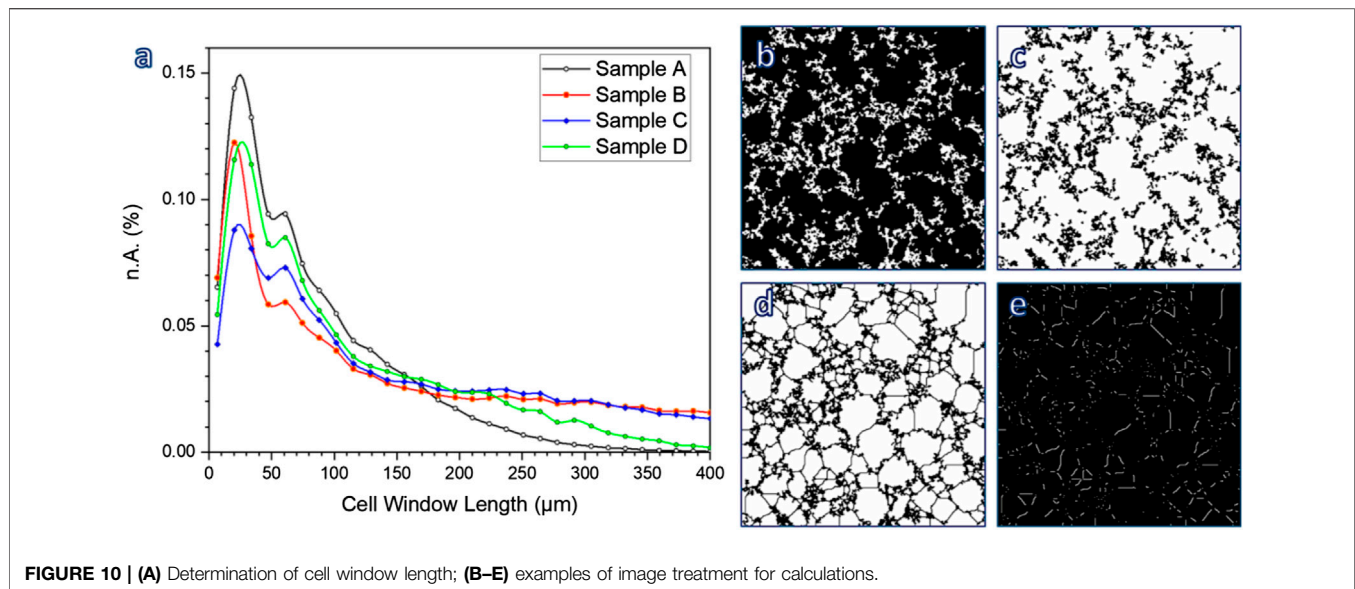 a
Sample A
Sample B
Sample C
Sample D
n.A. (%)
0.15
0.10
0.05
0.00
0 50 100 150 200 250 300 350 400
Cell Window Length (µm)
b
c
d
e
FIGURE 10 | (A) Determination of cell window length; (B–E) examples of image treatment for calculations.